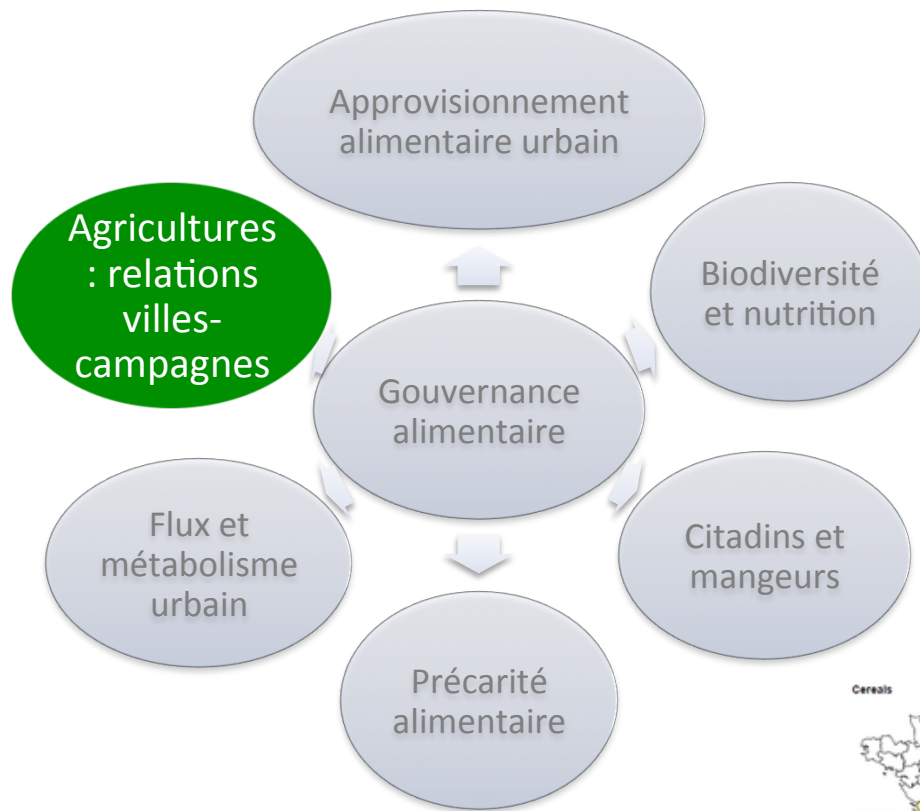 Approvisionnement
alimentaire urbain
Agricultures
: relations
villes-
campagnes
Biodiversité
et nutrition
Gouvernance
alimentaire
Flux et
métabolisme
urbain
Citadins et
mangeurs
Précarité
alimentaire
Cereals